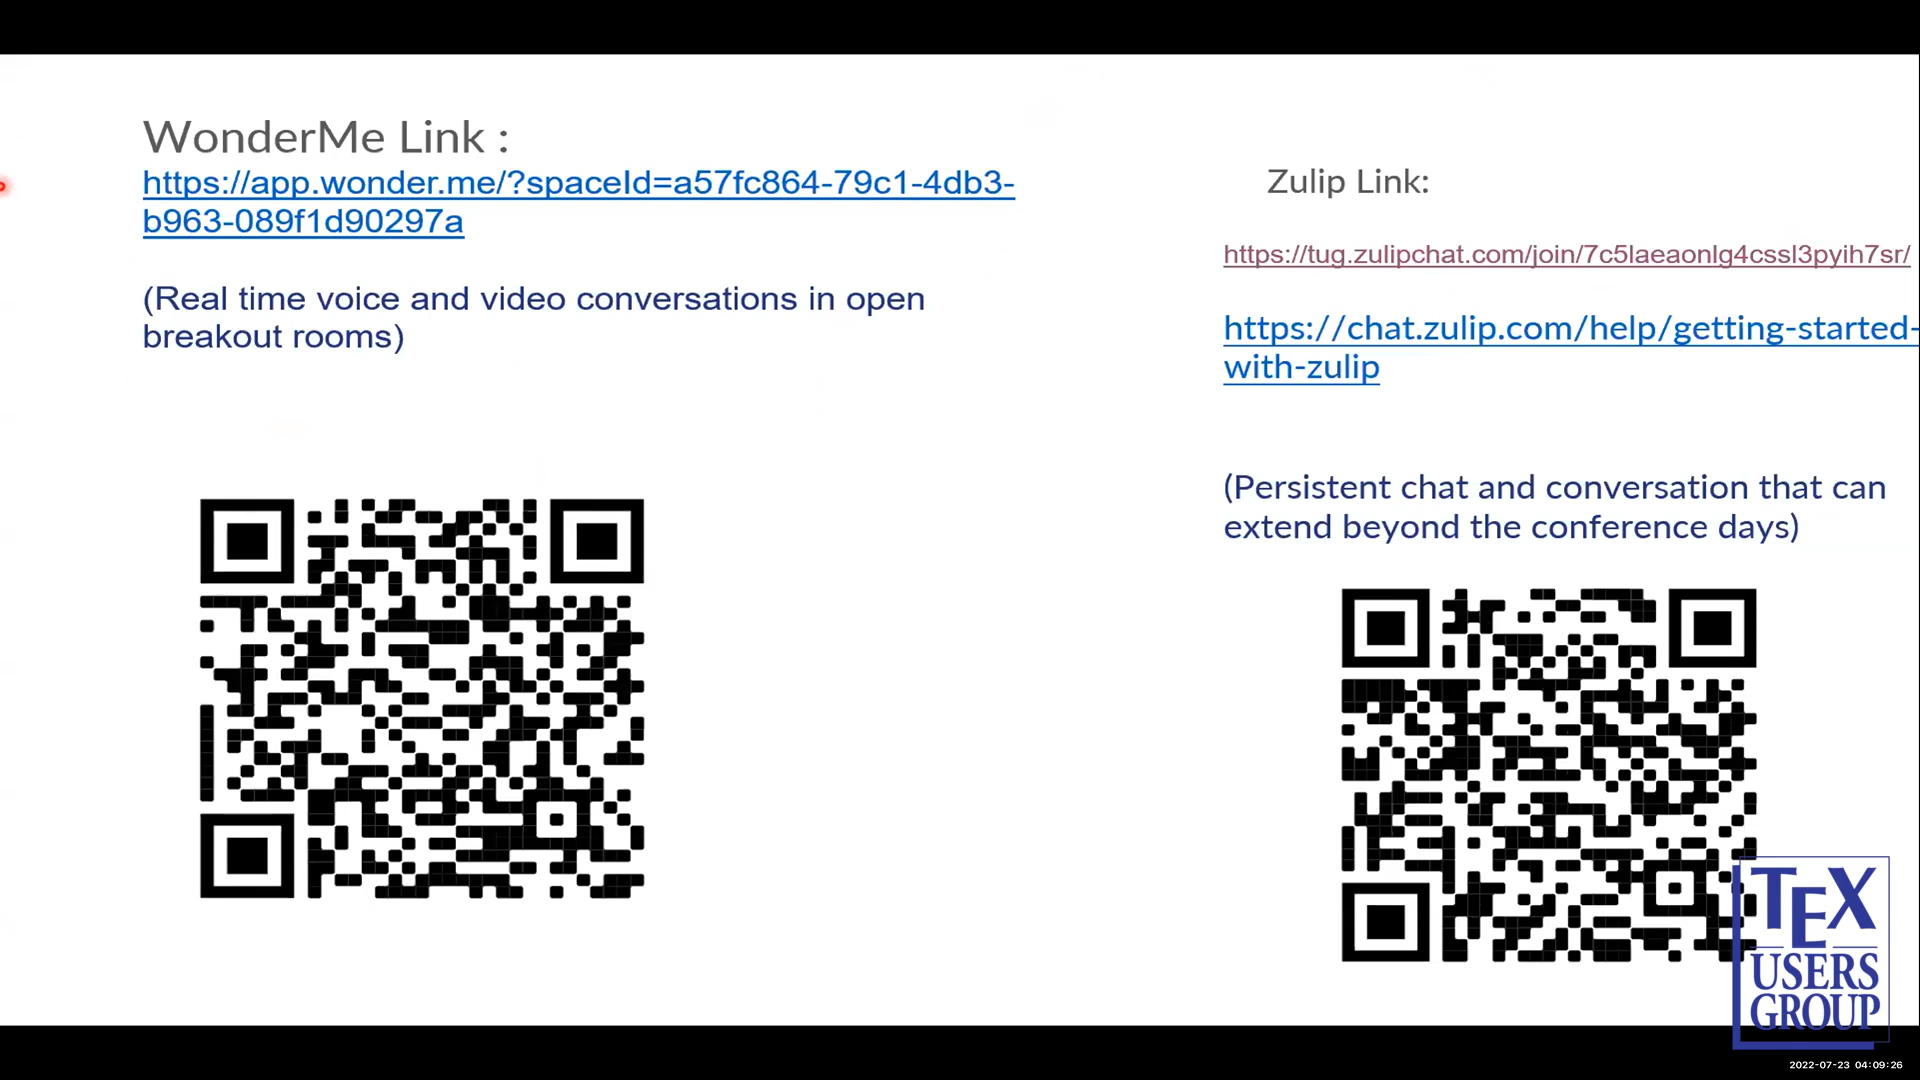 WonderMe Link :
https://app.wonder.me/?spaceId=a57fc864-79c1-4db3-
b963-089f1d90297a
(Real time voice and video conversations in open
breakout rooms)
Zulip Link:
https://tug.zulipchat.com/join/7c5laeaonlg4cssl3pyih7sr/
https://chat.zulip.com/help/getting-started-
with-zulip
(Persistent chat and conversation that can
extend beyond the conference days)
TEX
USERS
GROUP
2022-07-23 04:09:26